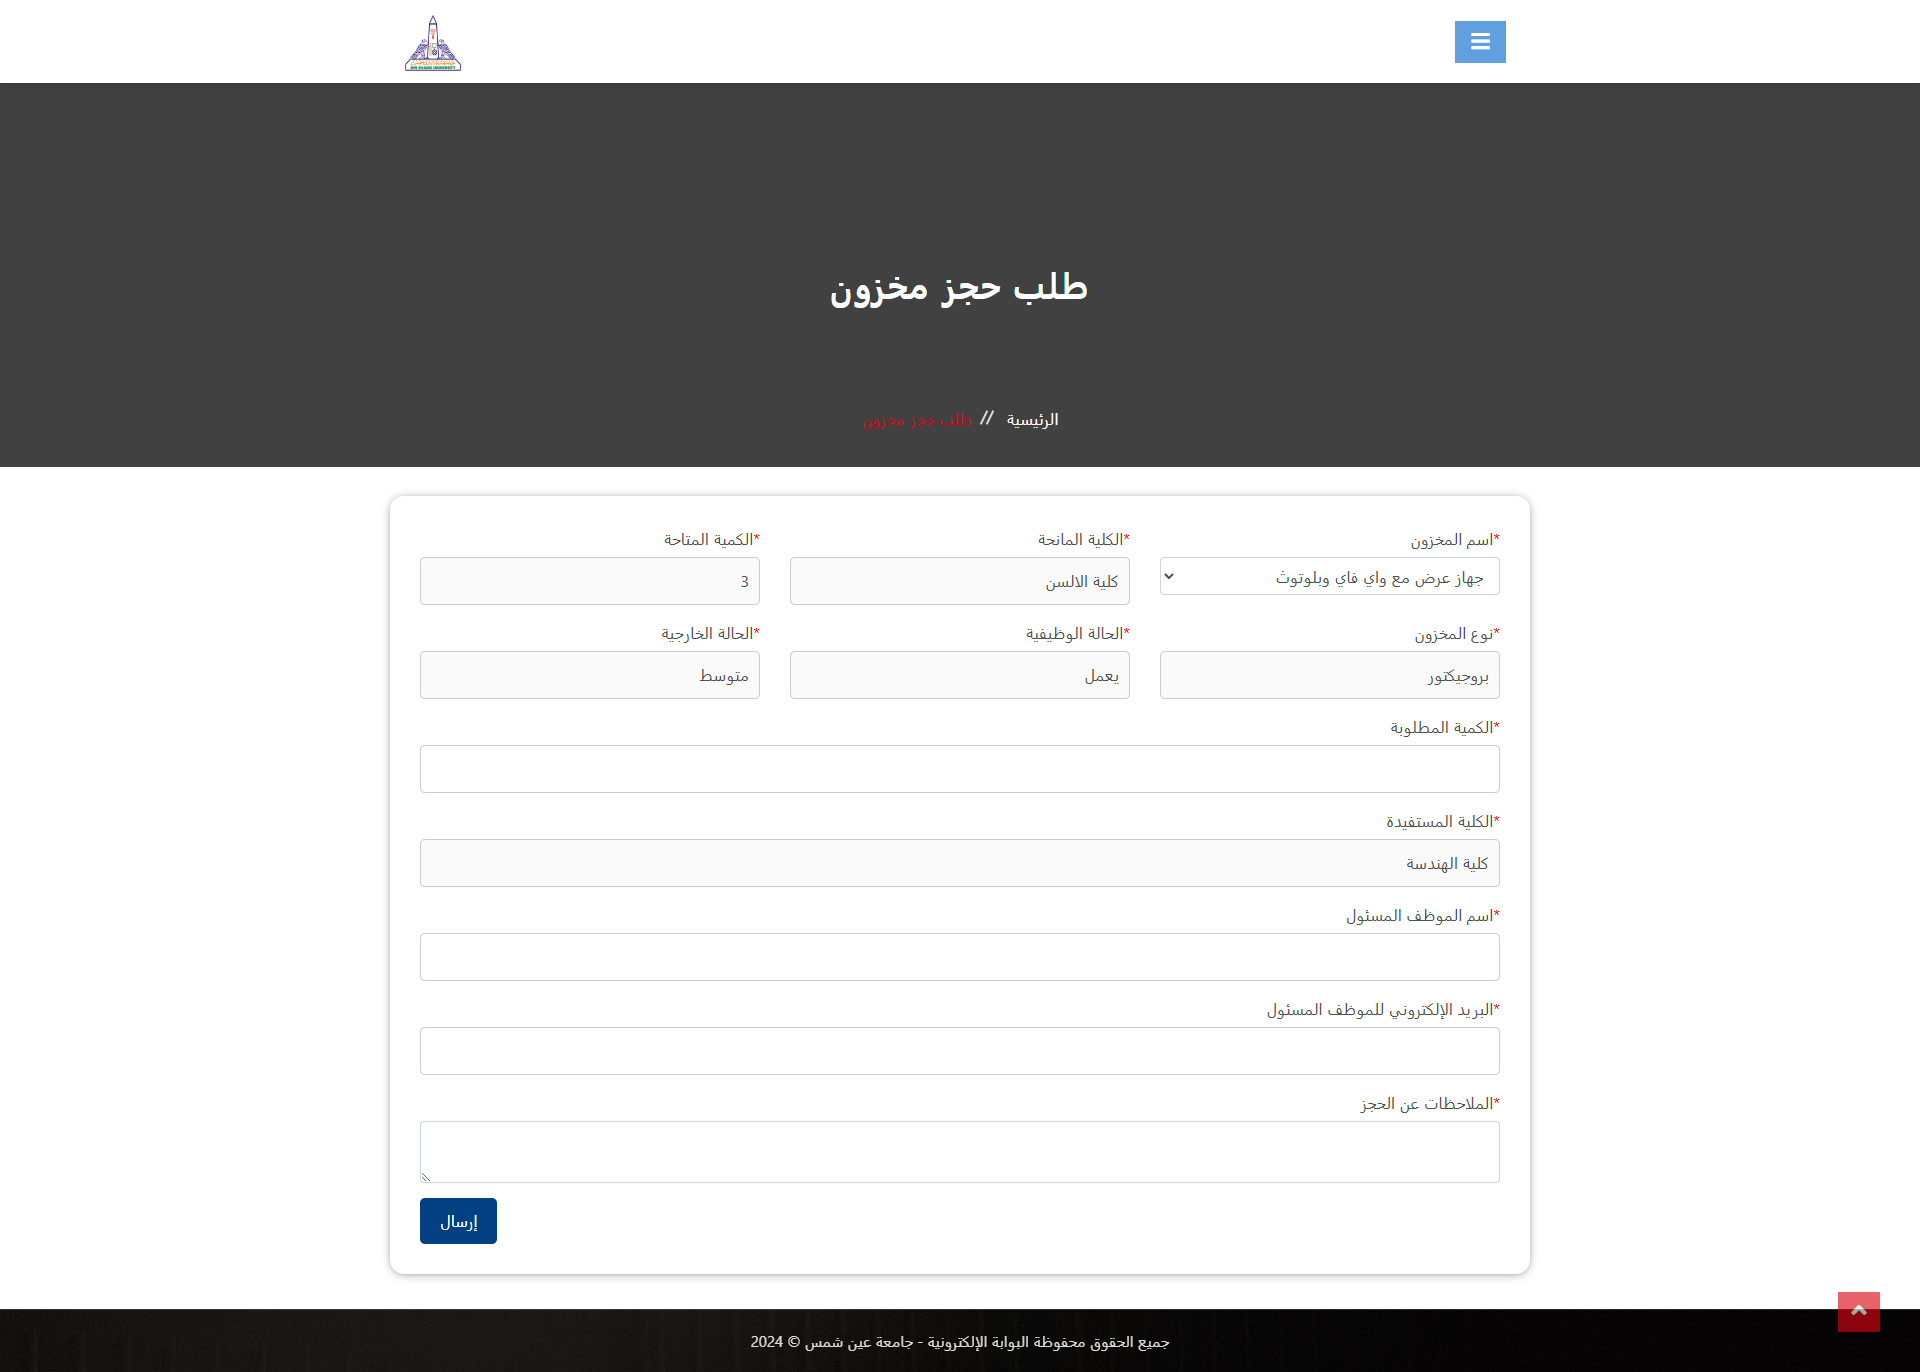 AIN SHAMS UNIVERSITY
طلب حجز مخزون
الرئيسية // طلب حجز مخزون
*اسم المخزون
*الكلية المانحة
*الكمية المتاحة
جهاز عرض مع واي فاي وبلوتوث
كلية الالسن
3
*نوع المخزون
*الحالة الوظيفية
*الحالة الخارجية
بروجيكتور
يعمل
متوسط
*الكمية المطلوبة
*الكلية المستفيدة
كلية الهندسة
*اسم الموظف المسئول
*البريد الإلكتروني للموظف المسئول
*الملاحظات عن الحجز
إرسال
جميع الحقوق محفوظة البوابة الإلكترونية - جامعة عين شمس © 2024